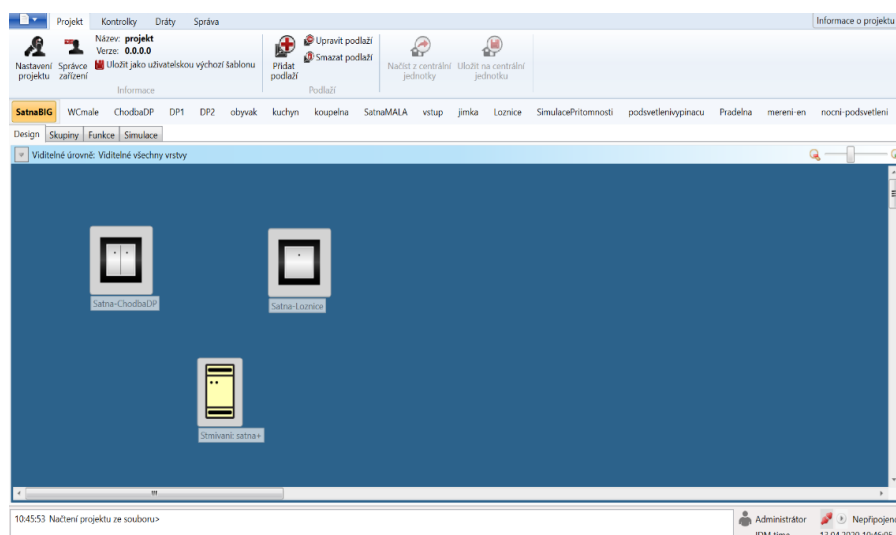 Projekt Kontrolky Dráty Správa Informace o projektu
Nastavení projektu
Správce zařízení
Název: projekt
Verze: 0.0.0.0
Uložit jako uživatelskou výchozí šablonu
Informace
Přidat podlaží
Upravit podlaží
Smazat podlaží
Podlaží
Načíst z centrální jednotky
Uložit na centrální jednotku
SatnaBIG WCmale ChodbaDP DP1 DP2 obyvak kuchyn koupelna SatnaMALA vstup jimka Loznice SimulacePritomnosti podsvetlenivypinacu Pradelna mereni-en nocni-podsvetleni
Design Skupiny Funkce Simulace
Viditelné úrovně: Viditelné všechny vrstvy
Satna-ChodbaDP
Satna-Loznice
Stmivani: satna+
10:45:53 Načtení projektu ze souboru>
Administrátor
Nepřipojeno
IDM time